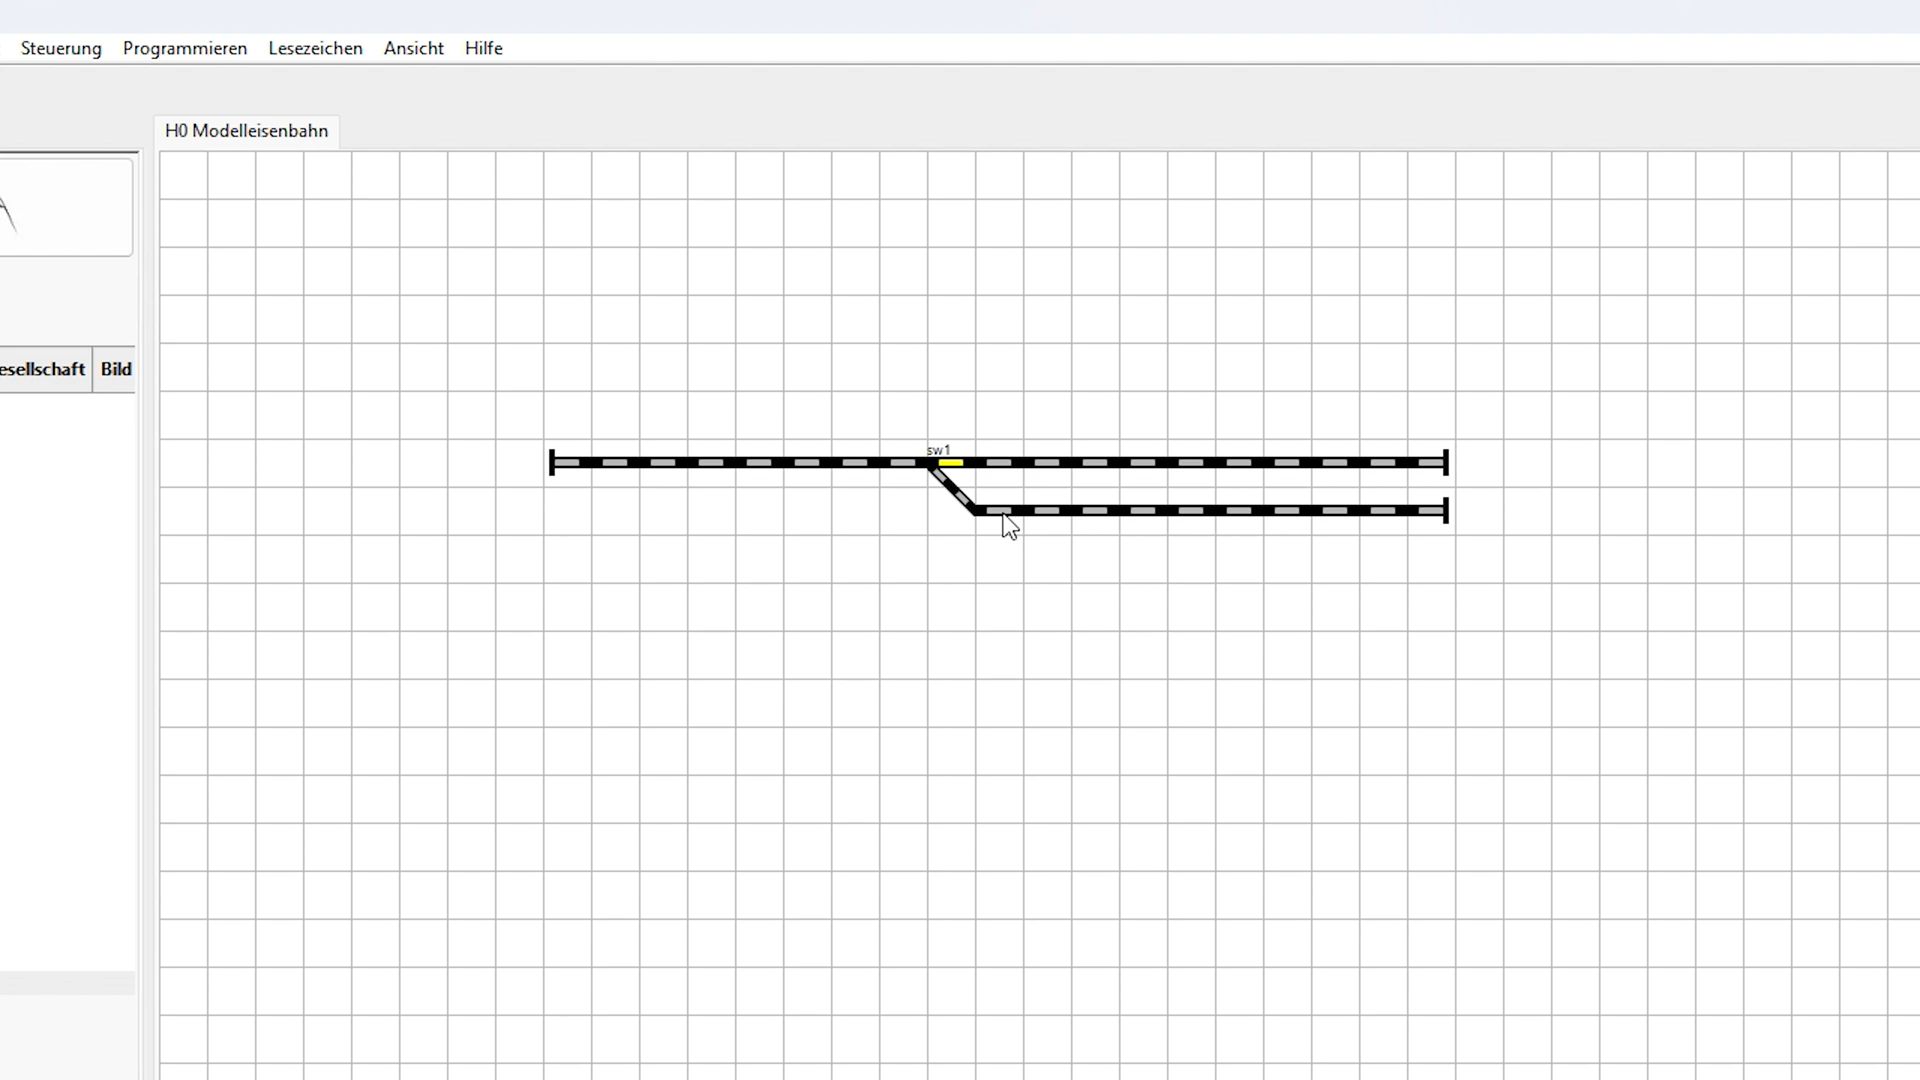 Steuerung Programmieren Lesezeichen Ansicht Hilfe
H0 Modelleisenbahn
esellschaft Bild
sw1